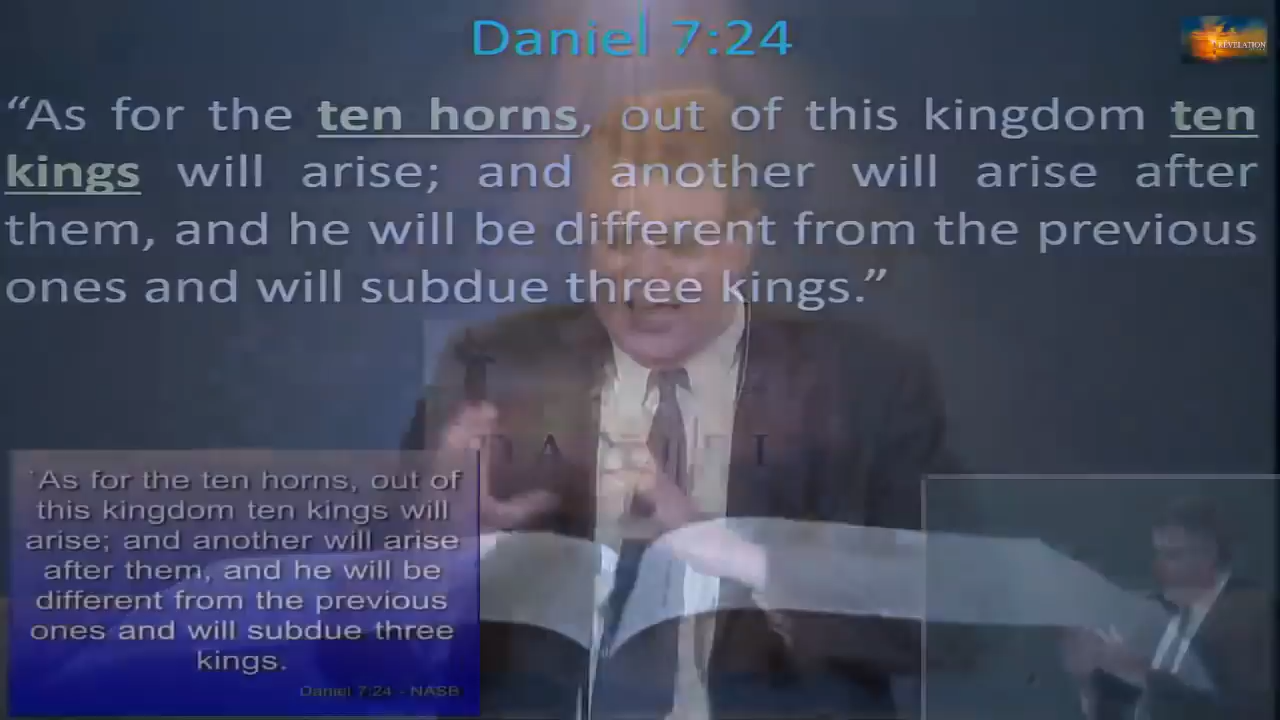 Daniel 7:24
REVELATION
“As for the ten horns, out of this kingdom ten
kings will arise; and another will arise after
them, and he will be different from the previous
ones and will subdue three kings.”
DANIEL
`As for the ten horns, out of
this kingdom ten kings will
arise; and another will arise
after them, and he will be
different from the previous
ones and will subdue three
kings.
Daniel 7:24 - NASB